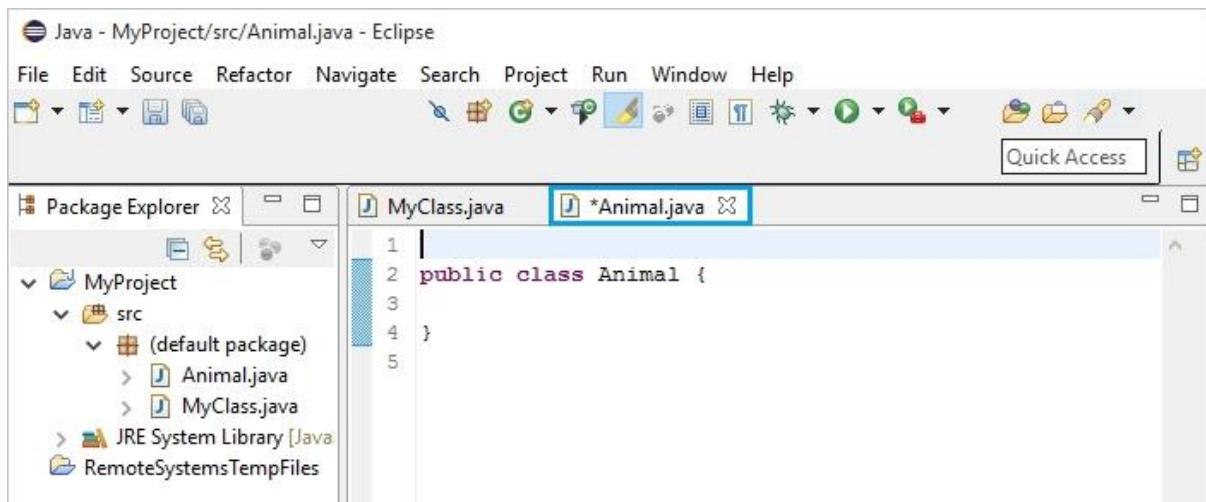 Java - MyProject/src/Animal.java - Eclipse
File Edit Source Refactor Navigate Search Project Run Window Help
Quick Access
Package Explorer
MyClass.java
*Animal.java
MyProject
src
(default package)
Animal.java
MyClass.java
JRE System Library [Java
RemoteSystemsTempFiles
1
2 public class Animal {
3
4 }
5